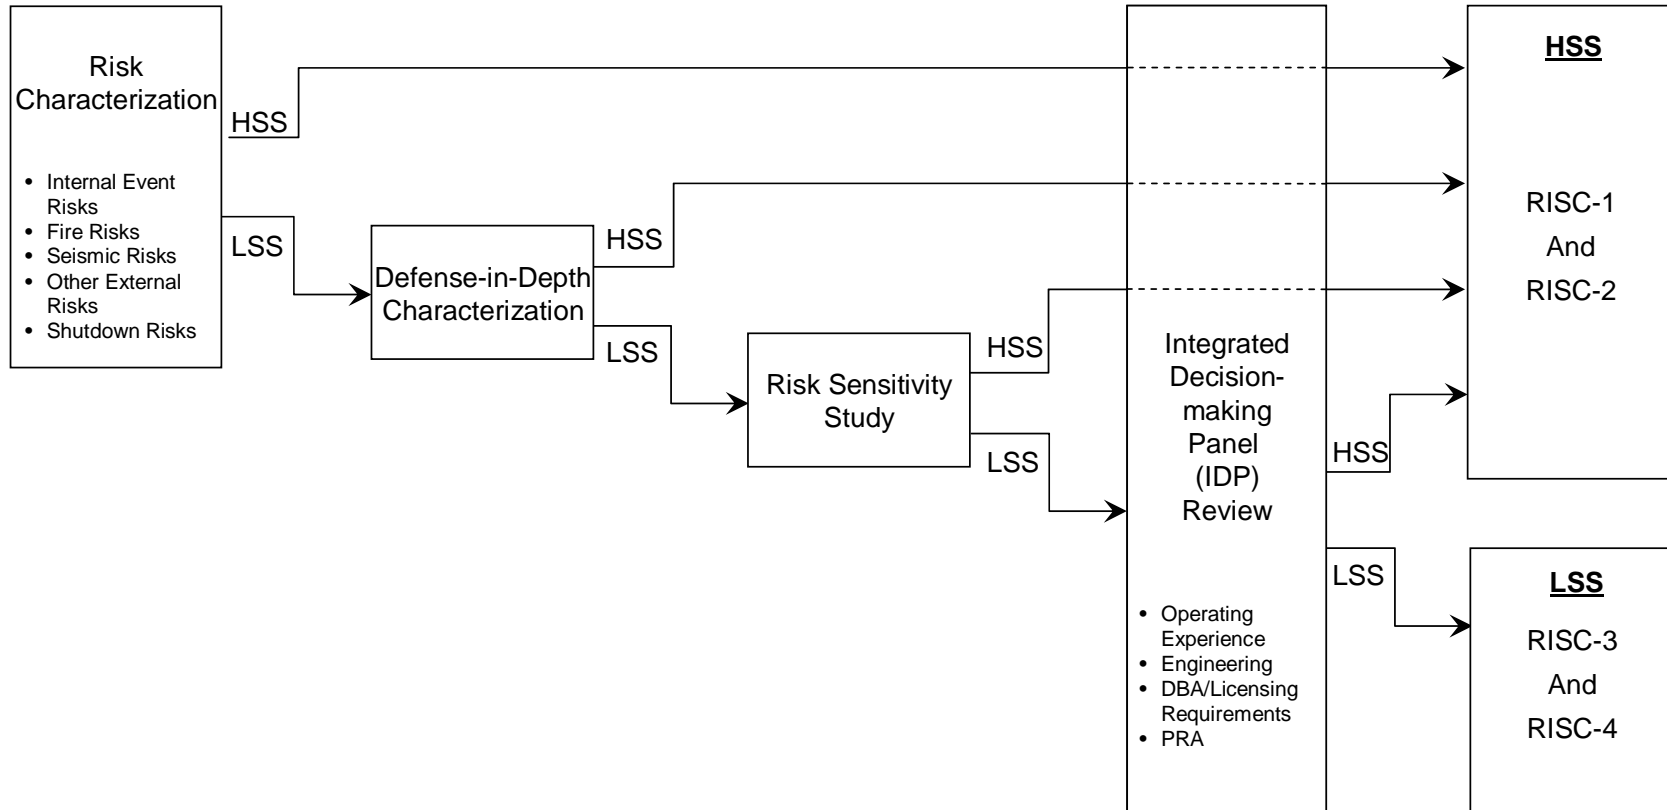 Risk
Characterization
• Internal Event
Risks
• Fire Risks
• Seismic Risks
• Other External
Risks
• Shutdown Risks
HSS
LSS
Defense-in-Depth
Characterization
HSS
LSS
Risk Sensitivity
Study
HSS
LSS
Integrated
Decision-
making
Panel
(IDP)
Review
• Operating
Experience
• Engineering
• DBA/Licensing
Requirements
• PRA
HSS
LSS
HSS
RISC-1
And
RISC-2
LSS
RISC-3
And
RISC-4